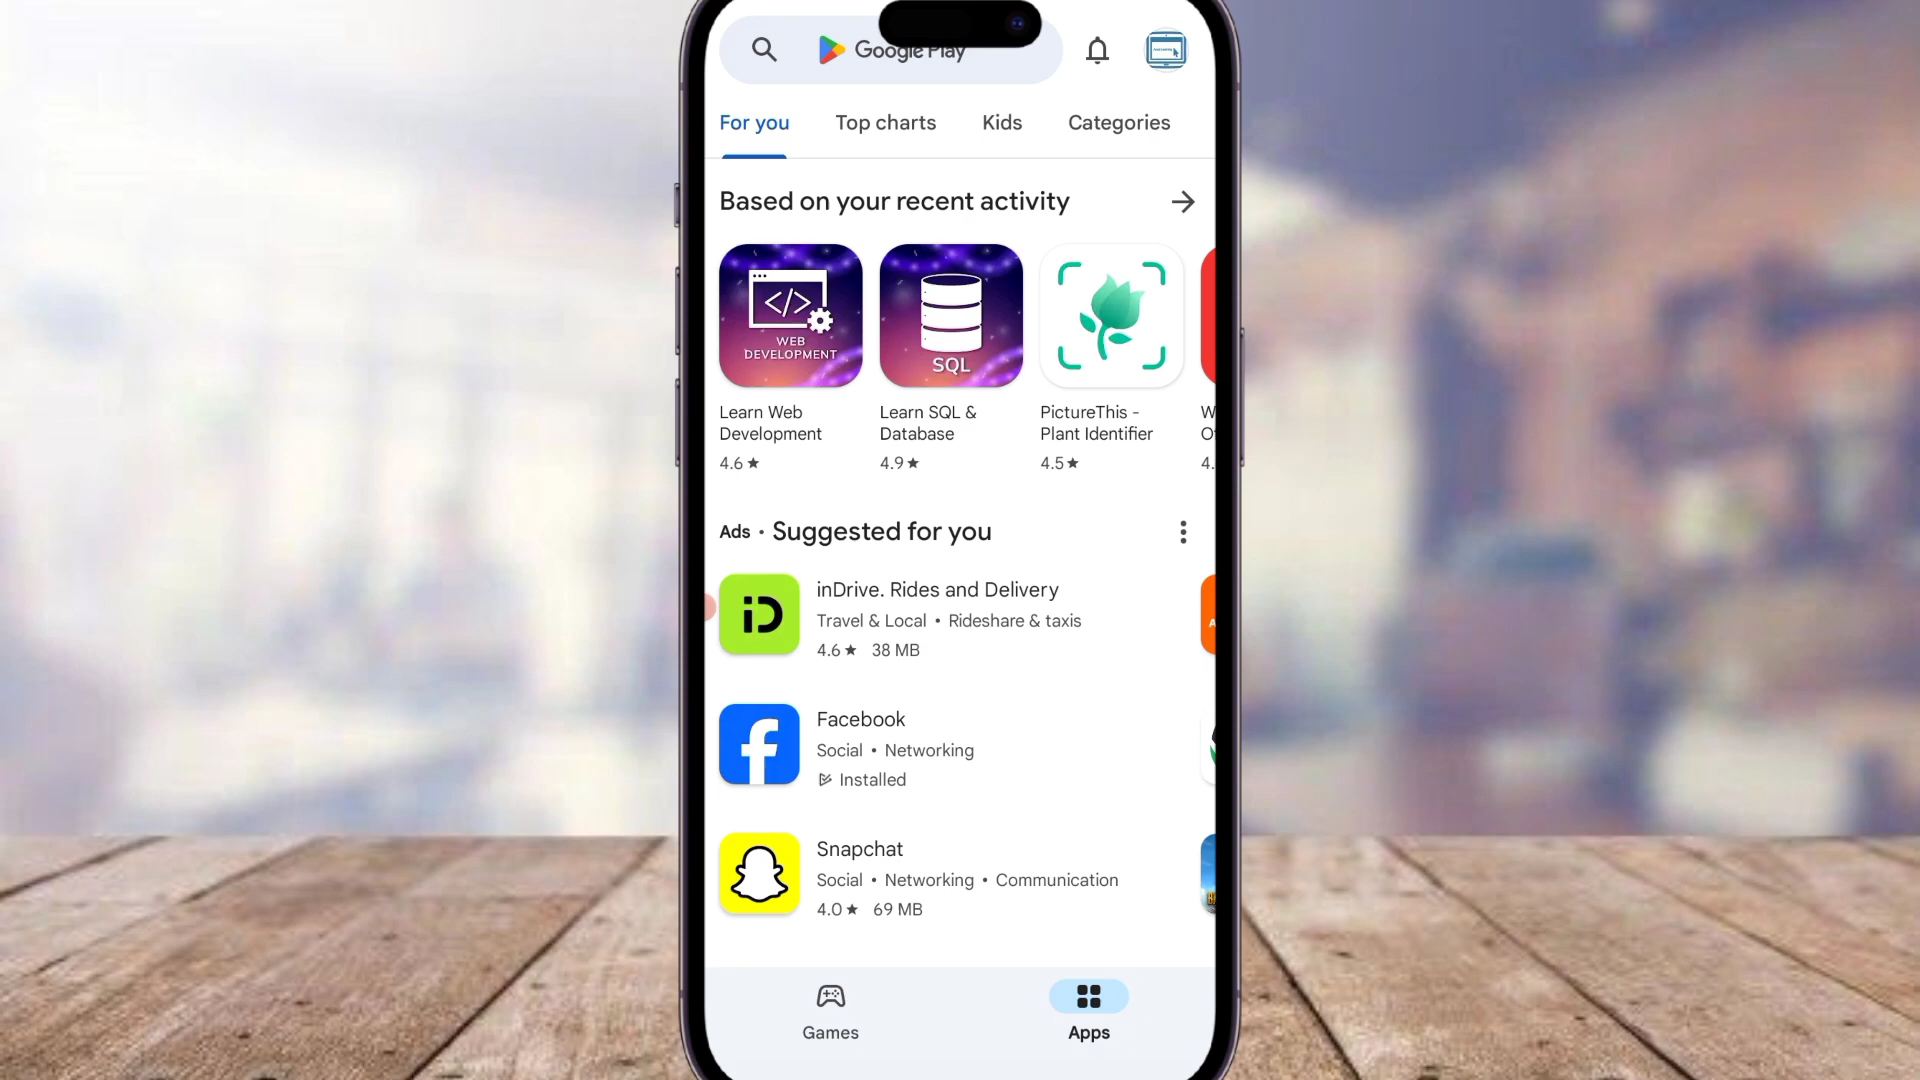 Google Play
For you
Top charts
Kids
Categories
Based on your recent activity
WEB
DEVELOPMENT
SQL
Learn Web
Development
4.6 ★
Learn SQL &
Database
4.9 ★
PictureThis -
Plant Identifier
4.5 ★
W
4.
Ads • Suggested for you
iD
inDrive. Rides and Delivery
Travel & Local • Rideshare & taxis
4.6 ★ 38 MB
A
f
Facebook
Social • Networking
Installed
Snapchat
Social • Networking • Communication
4.0 ★ 69 MB
Games
Apps